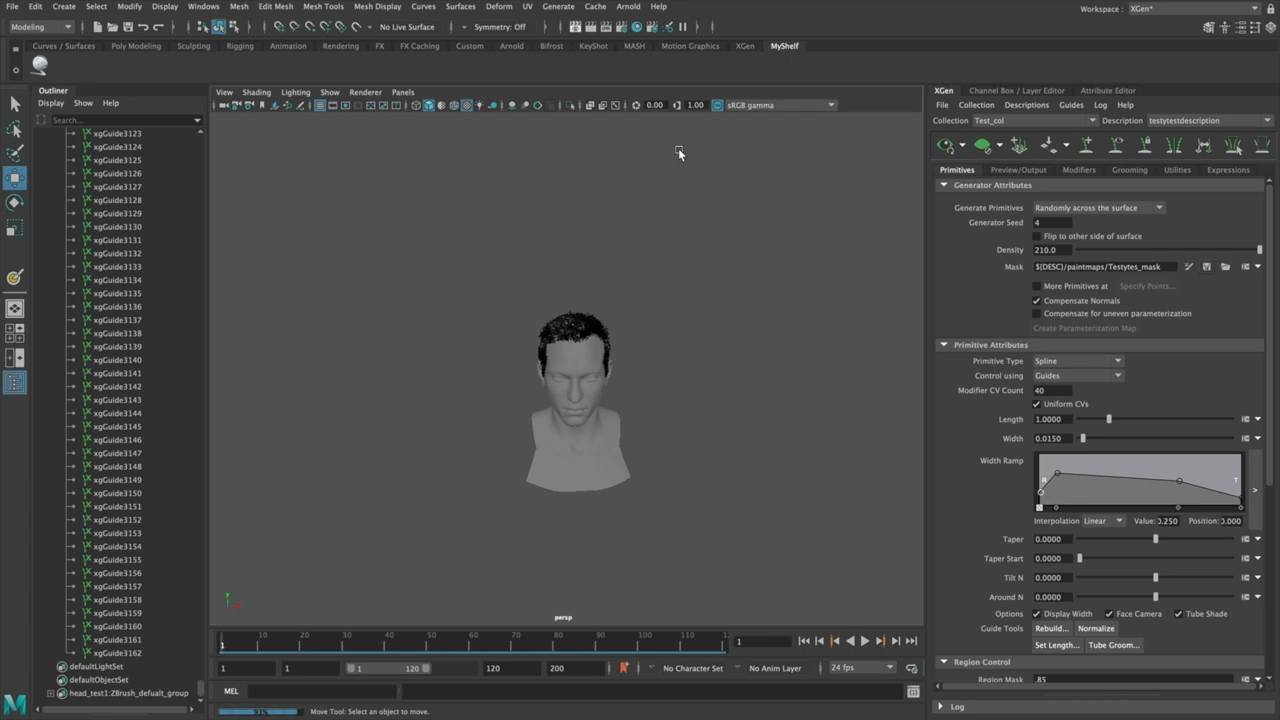 File Edit Create Select Modify Display Windows Mesh Edit Mesh Mesh Tools Mesh Display Curves Surfaces Deform UV Generate Cache Arnold Help
Workspace : XGen*
Modeling
No Live Surface
Symmetry: Off
Curves / Surfaces Poly Modeling Sculpting Rigging Animation Rendering FX FX Caching Custom Arnold Bifrost KeyShot MASH Motion Graphics XGen MyShelf
Outliner
Display Show Help
Search...
xgGuide3123
xgGuide3124
xgGuide3125
xgGuide3126
xgGuide3127
xgGuide3128
xgGuide3129
xgGuide3130
xgGuide3131
xgGuide3132
xgGuide3133
xgGuide3134
xgGuide3135
xgGuide3136
xgGuide3137
xgGuide3138
xgGuide3139
xgGuide3140
xgGuide3141
xgGuide3142
xgGuide3143
xgGuide3144
xgGuide3145
xgGuide3146
xgGuide3147
xgGuide3148
xgGuide3149
xgGuide3150
xgGuide3151
xgGuide3152
xgGuide3153
xgGuide3154
xgGuide3155
xgGuide3156
xgGuide3157
xgGuide3158
xgGuide3159
xgGuide3160
xgGuide3161
xgGuide3162
defaultLightSet
defaultObjectSet
head_test1:ZBrush_defualt_group
View Shading Lighting Show Renderer Panels
0.00 1.00 sRGB gamma
persp
XGen Channel Box / Layer Editor Attribute Editor
File Collection Descriptions Guides Log Help
Collection Test_col Description testytestdescription
Primitives Preview/Output Modifiers Grooming Utilities Expressions
Generator Attributes
Generate Primitives Randomly across the surface
Generator Seed 4
Flip to other side of surface
Density 210.0
Mask ${DESC}/paintmaps/Testytes_mask
More Primitives at Specify Points...
Compensate Normals
Compensate for uneven parameterization
Create Parameterization Map
Primitive Attributes
Primitive Type Spline
Control using Guides
Modifier CV Count 40
Uniform CVs
Length 1.0000
Width 0.0150
Width Ramp
R T
>
Interpolation Linear Value: 0.250 Position: 0.000
Taper 0.0000
Taper Start 0.0000
Tilt N 0.0000
Around N 0.0000
Options Display Width Face Camera Tube Shade
Guide Tools Rebuild... Normalize
Set Length... Tube Groom...
Region Control
Region Mask .85
Log
1 10 20 30 40 50 60 70 80 90 100 110
1
1 1 1 120 120 200 No Character Set No Anim Layer 24 fps
MEL
91% Move Tool: Select an object to move.